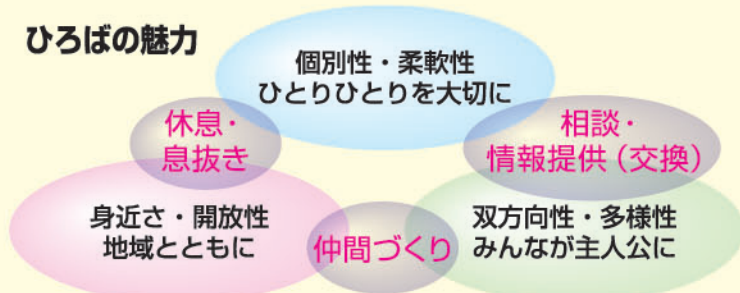 ひろばの魅力
個別性・柔軟性
ひとりひとりを大切に
休息・
息抜き
相談・
情報提供（交換）
身近さ・開放性
地域とともに
仲間づくり
双方向性・多様性
みんなが主人公に